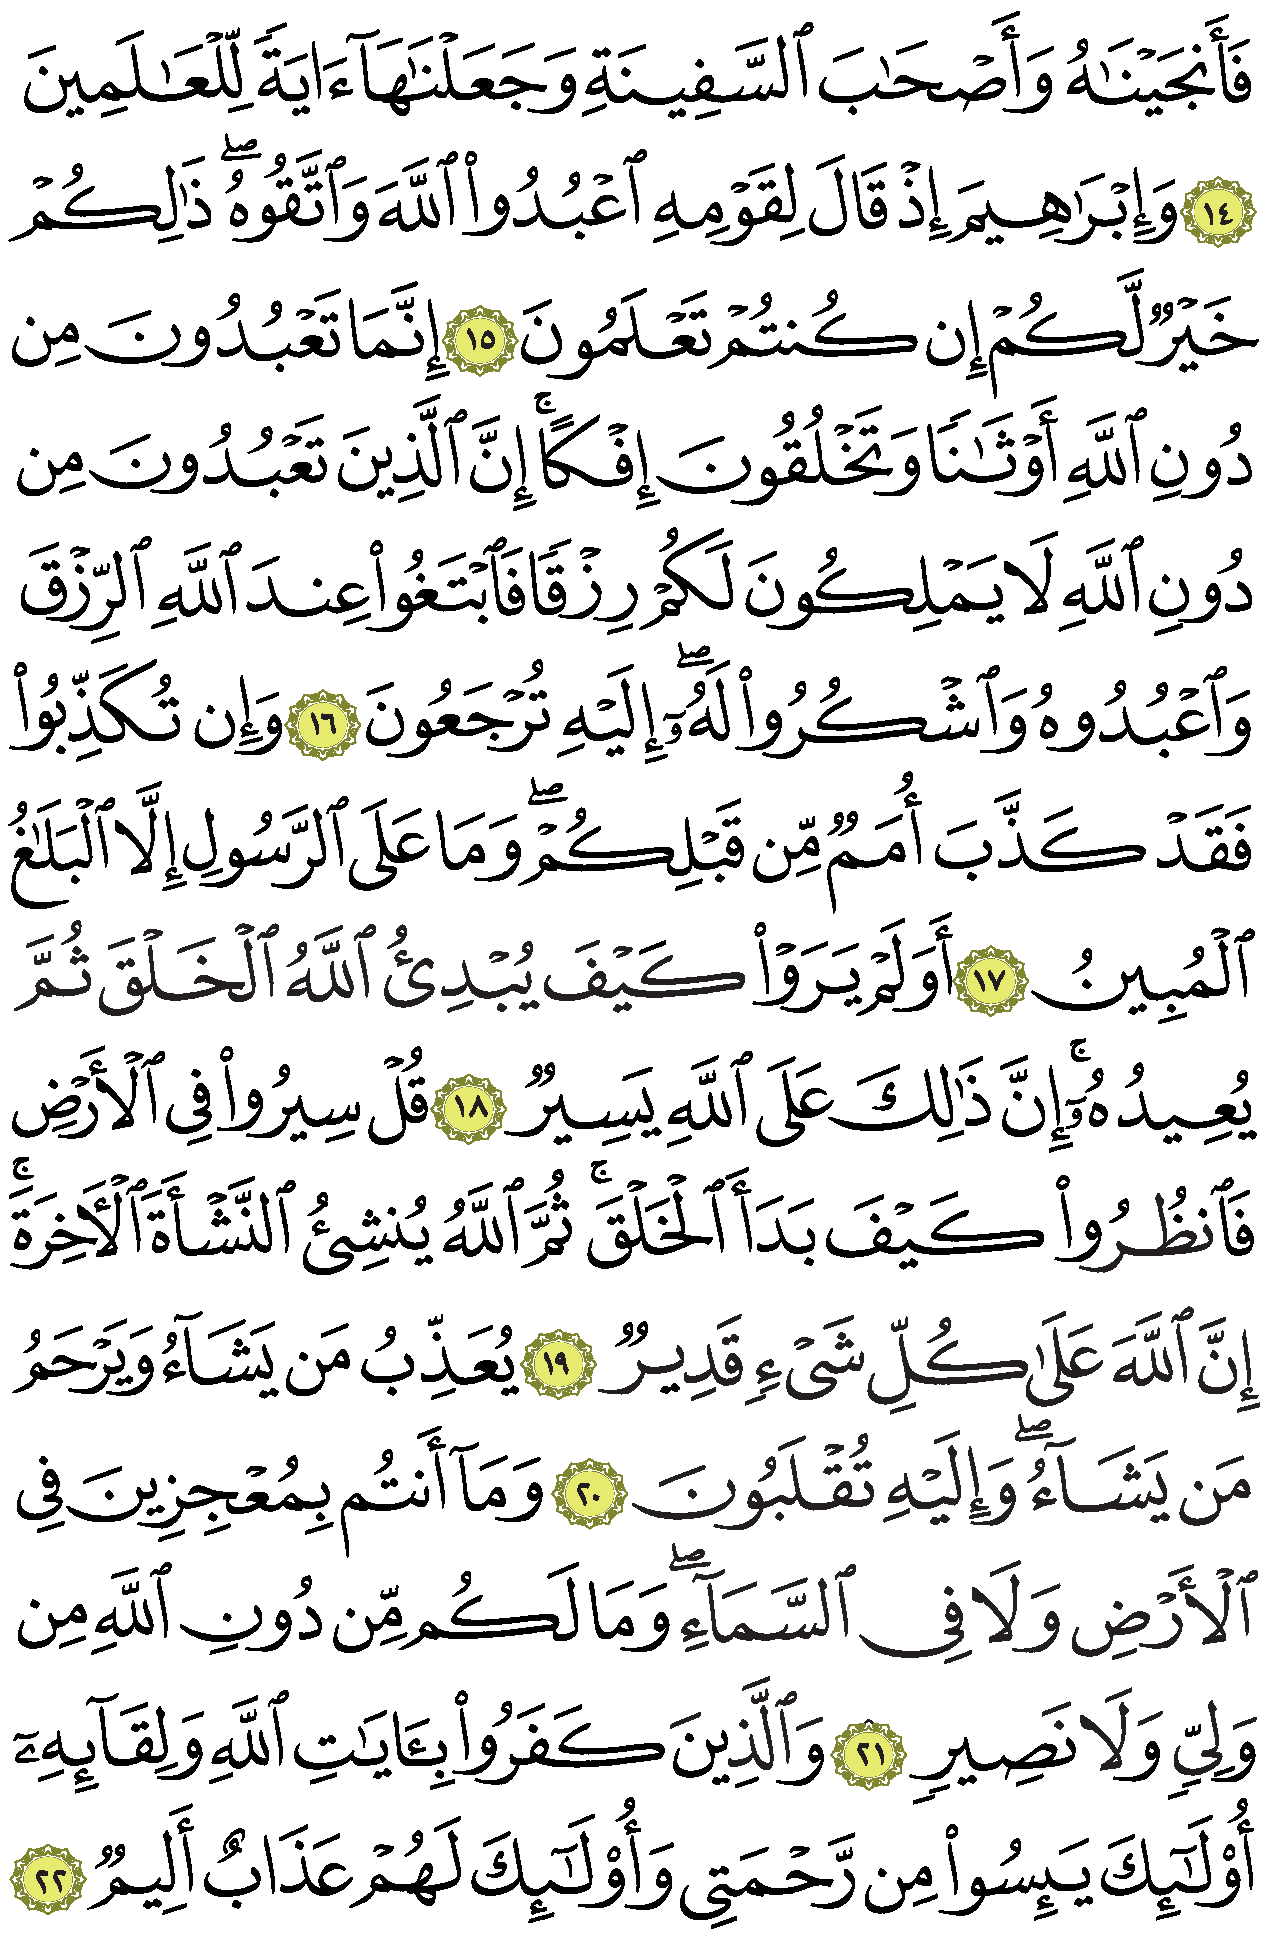 فَأَنجَيْنَٰهُ وَأَصْحَٰبَ ٱلسَّفِينَةِ وَجَعَلْنَٰهَآ ءَايَةً لِّلْعَٰلَمِينَ
١٤ وَإِبْرَٰهِيمَ إِذْ قَالَ لِقَوْمِهِ ٱعْبُدُوا۟ ٱللَّهَ وَٱتَّقُوهُ ۖ ذَٰلِكُمْ
خَيْرٌ لَّكُمْ إِن كُنتُمْ تَعْلَمُونَ ١٥ إِنَّمَا تَعْبُدُونَ مِن
دُونِ ٱللَّهِ أَوْثَٰنًا وَتَخْلُقُونَ إِفْكًا ۚ إِنَّ ٱلَّذِينَ تَعْبُدُونَ مِن
دُونِ ٱللَّهِ لَا يَمْلِكُونَ لَكُمْ رِزْقًا فَٱبْتَغُوا۟ عِندَ ٱللَّهِ ٱلرِّزْقَ
وَٱعْبُدُوهُ وَٱشْكُرُوا۟ لَهُۥٓ ۖ إِلَيْهِ تُرْجَعُونَ ١٦ وَإِن تُكَذِّبُوا۟
فَقَدْ كَذَّبَ أُمَمٌ مِّن قَبْلِكُمْ ۖ وَمَا عَلَى ٱلرَّسُولِ إِلَّا ٱلْبَلَٰغُ
ٱلْمُبِينُ ١٧ أَوَلَمْ يَرَوْا۟ كَيْفَ يُبْدِئُ ٱللَّهُ ٱلْخَلْقَ ثُمَّ
يُعِيدُهُۥٓ ۚ إِنَّ ذَٰلِكَ عَلَى ٱللَّهِ يَسِيرٌ ١٨ قُلْ سِيرُوا۟ فِى ٱلْأَرْضِ
فَٱنظُرُوا۟ كَيْفَ بَدَأَ ٱلْخَلْقَ ۚ ثُمَّ ٱللَّهُ يُنشِئُ ٱلنَّشْأَةَ ٱلْأَخِرَةَ ۚ
إِنَّ ٱللَّهَ عَلَىٰ كُلِّ شَىْءٍ قَدِيرٌ ١٩ يُعَذِّبُ مَن يَشَآءُ وَيَرْحَمُ
مَن يَشَآءُ ۖ وَإِلَيْهِ تُقْلَبُونَ ٢٠ وَمَآ أَنتُم بِمُعْجِزِينَ فِى
ٱلْأَرْضِ وَلَا فِى ٱلسَّمَآءِ ۖ وَمَا لَكُم مِّن دُونِ ٱللَّهِ مِن
وَلِىٍّ وَلَا نَصِيرٍ ٢١ وَٱلَّذِينَ كَفَرُوا۟ بِـَٔايَٰتِ ٱللَّهِ وَلِقَآئِهِۦٓ
أُو۟لَٰٓئِكَ يَئِسُوا۟ مِن رَّحْمَتِى وَأُو۟لَٰٓئِكَ لَهُمْ عَذَابٌ أَلِيمٌ ٢٢